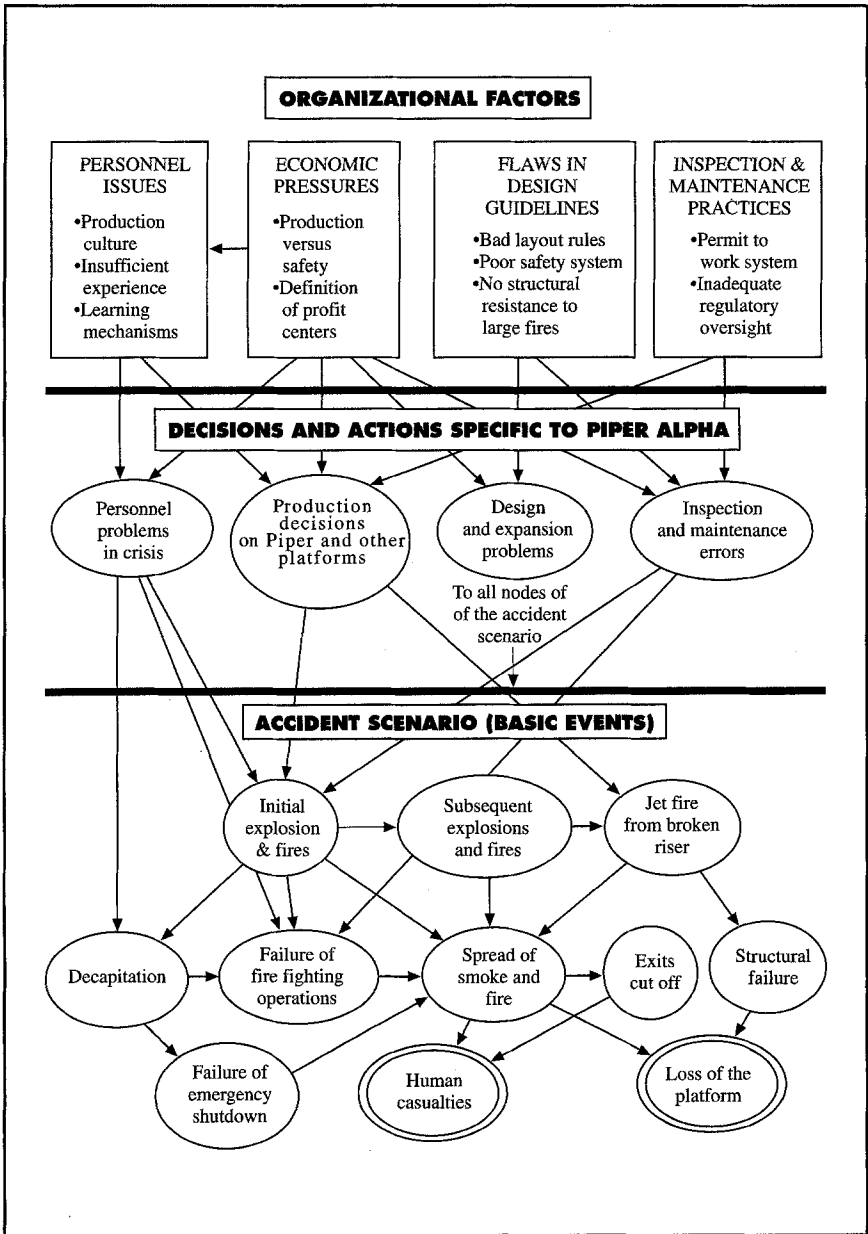 ORGANIZATIONAL FACTORS
PERSONNEL
ISSUES
•Production
culture
•Insufficient
experience
•Learning
mechanisms
ECONOMIC
PRESSURES
•Production
versus
safety
•Definition
of profit
centers
FLAWS IN
DESIGN
GUIDELINES
•Bad layout rules
•Poor safety system
•No structural
resistance to
large fires
INSPECTION &
MAINTENANCE
PRACTICES
•Permit to
work system
•Inadequate
regulatory
oversight
DECISIONS AND ACTIONS SPECIFIC TO PIPER ALPHA
Personnel
problems
in crisis
Production
decisions
on Piper and other
platforms
Design
and expansion
problems
Inspection
and maintenance
errors
To all nodes of
of the accident
scenario
ACCIDENT SCENARIO (BASIC EVENTS)
Initial
explosion
& fires
Subsequent
explosions
and fires
Jet fire
from broken
riser
Decapitation
Failure of
fire fighting
operations
Spread of
smoke and
fire
Exits
cut off
Structural
failure
Failure of
emergency
shutdown
Human
casualties
Loss of the
platform